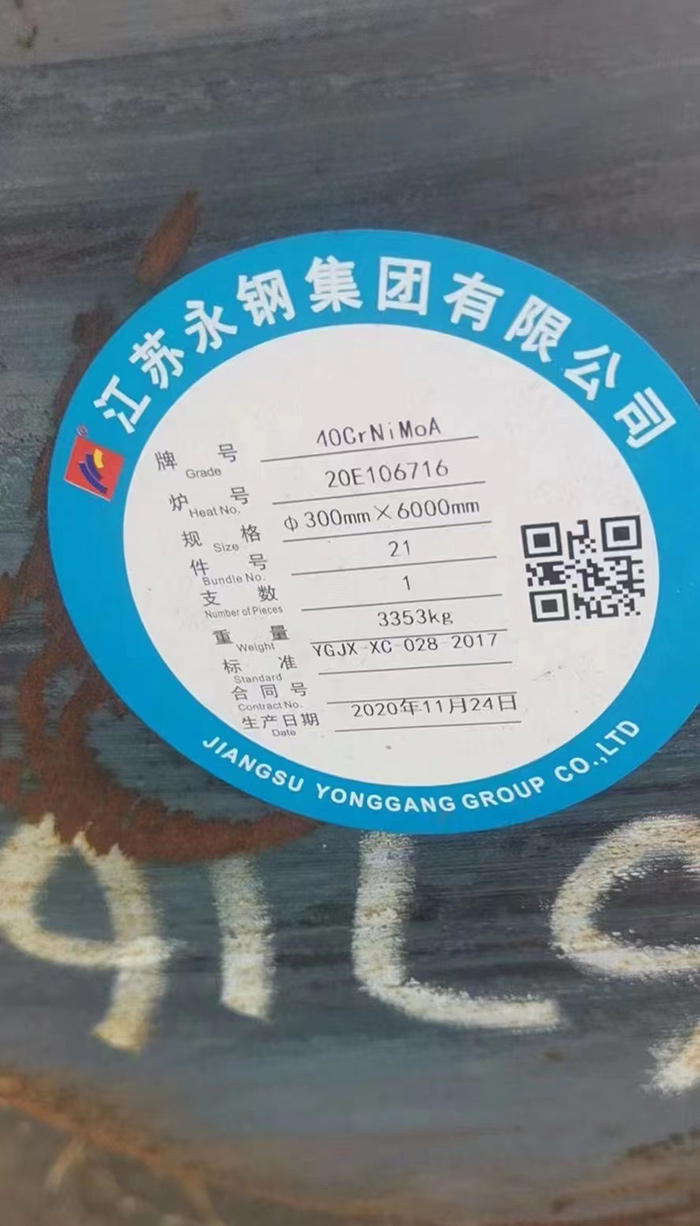 江苏永钢集团有限公司
牌号 Grade 40CrNiMoA
炉号 Heat No. 20E106716
规格 Size φ300mm×6000mm
件号 Bundle No. 21
支数 Number of Pieces 1
重量 Weight 3353kg
标准 Standard YGJX-XC-028-2017
合同号 Contract No.
生产日期 Date 2020年11月24日
JIANGSU YONGGANG GROUP CO.,LTD